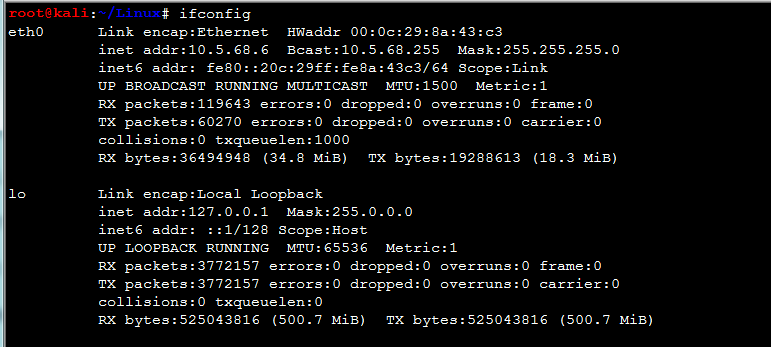 root@kali:~/Linux# ifconfig
eth0      Link encap:Ethernet  HWaddr 00:0c:29:8a:43:c3
          inet addr:10.5.68.6  Bcast:10.5.68.255  Mask:255.255.255.0
          inet6 addr: fe80::20c:29ff:fe8a:43c3/64 Scope:Link
          UP BROADCAST RUNNING MULTICAST  MTU:1500  Metric:1
          RX packets:119643 errors:0 dropped:0 overruns:0 frame:0
          TX packets:60270 errors:0 dropped:0 overruns:0 carrier:0
          collisions:0 txqueuelen:1000
          RX bytes:36494948 (34.8 MiB)  TX bytes:19288613 (18.3 MiB)
lo        Link encap:Local Loopback
          inet addr:127.0.0.1  Mask:255.0.0.0
          inet6 addr: ::1/128 Scope:Host
          UP LOOPBACK RUNNING  MTU:65536  Metric:1
          RX packets:3772157 errors:0 dropped:0 overruns:0 frame:0
          TX packets:3772157 errors:0 dropped:0 overruns:0 carrier:0
          collisions:0 txqueuelen:0
          RX bytes:525043816 (500.7 MiB)  TX bytes:525043816 (500.7 MiB)